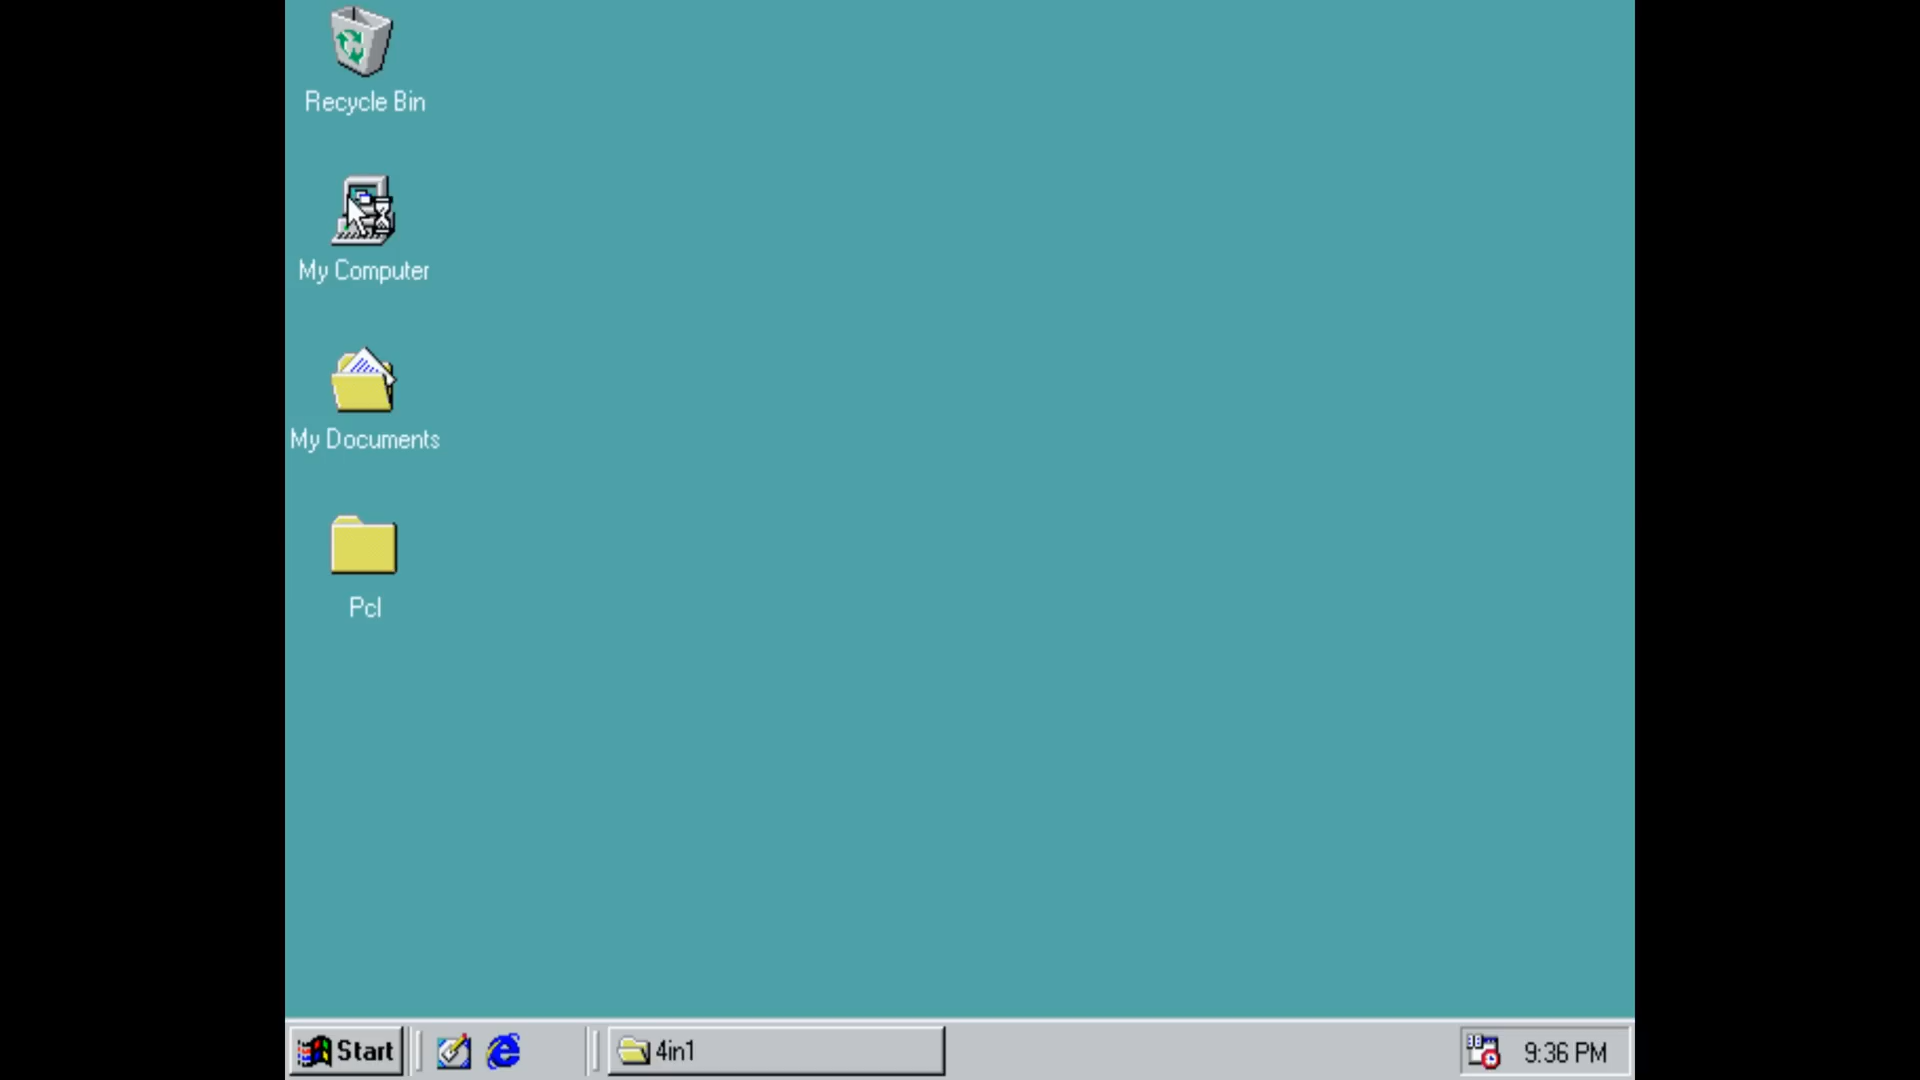 Recycle Bin
My Computer
My Documents
Pcl
Start
4in1
9:36 PM